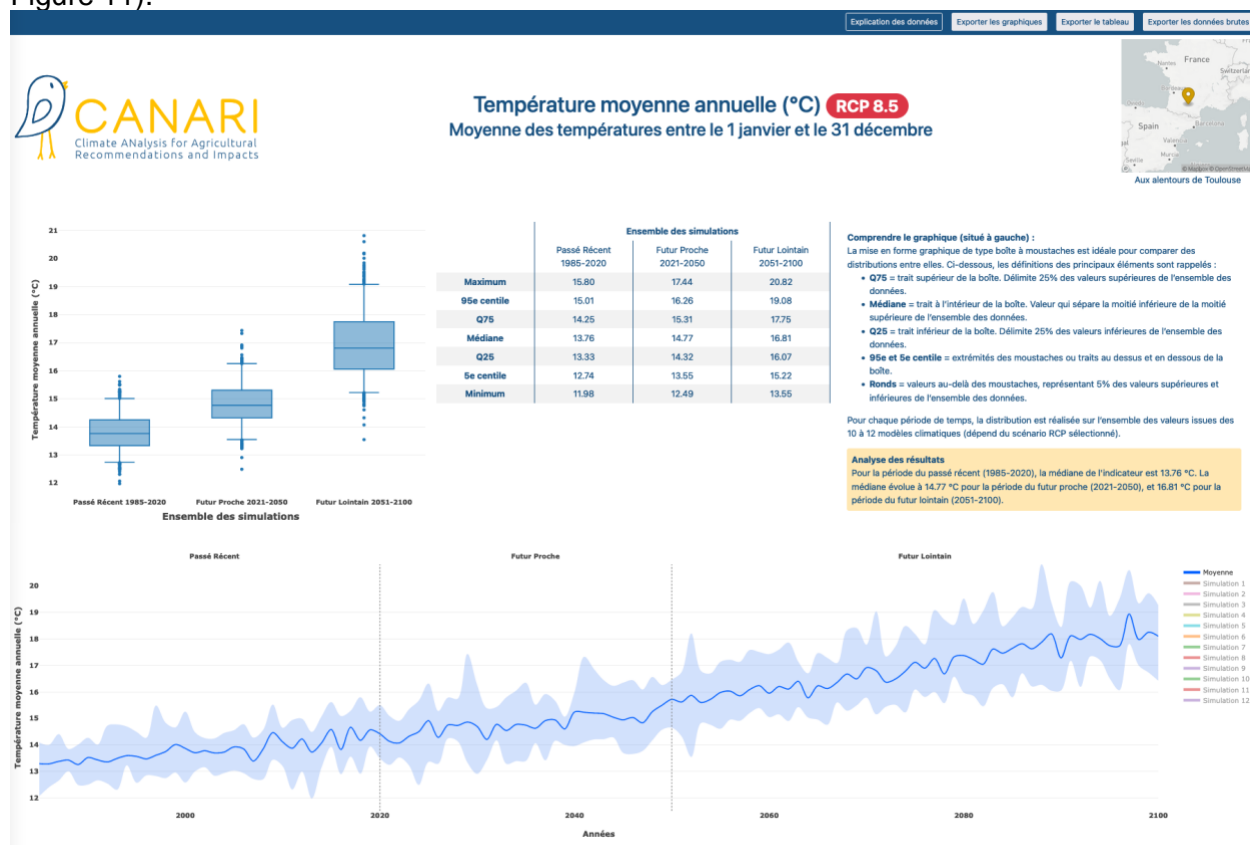 Figure 11).
Explication des données
Exporter les graphiques
Exporter le tableau
Exporter les données brutes
CANARI
Climate ANalysis for Agricultural
Recommendations and Impacts
Température moyenne annuelle (°C) RCP 8.5
Moyenne des températures entre le 1 janvier et le 31 décembre
Nantes
France
Switzerlan
Spain
Barcelona
Valencia
Murcia
Sevilla
© Mapbox © OpenStreetMap
Aux alentours de Toulouse
21
20
19
18
17
16
15
14
13
12
Température moyenne annuelle (°C)
Passé Récent 1985-2020
Futur Proche 2021-2050
Futur Lointain 2051-2100
Ensemble des simulations
Ensemble des simulations
Passé Récent 1985-2020 Futur Proche 2021-2050 Futur Lointain 2051-2100
Maximum 15.80 17.44 20.82
95e centile 15.01 16.26 19.08
Q75 14.25 15.31 17.75
Médiane 13.76 14.77 16.81
Q25 13.33 14.32 16.07
5e centile 12.74 13.55 15.22
Minimum 11.98 12.49 13.55
Comprendre le graphique (situé à gauche) :
La mise en forme graphique de type boîte à moustaches est idéale pour comparer des
distributions entre elles. Ci-dessous, les définitions des principaux éléments sont rappelés :
• Q75 = trait supérieur de la boîte. Délimite 25% des valeurs supérieures de l'ensemble des
données.
• Médiane = trait à l'intérieur de la boîte. Valeur qui sépare la moitié inférieure de la moitié
supérieure de l'ensemble des données.
• Q25 = trait inférieur de la boîte. Délimite 25% des valeurs inférieures de l'ensemble des
données.
• 95e et 5e centile = extrémités des moustaches ou traits au dessus et en dessous de la
boîte.
• Ronds = valeurs au-delà des moustaches, représentant 5% des valeurs supérieures et
inférieures de l'ensemble des données.
Pour chaque période de temps, la distribution est réalisée sur l'ensemble des valeurs issues des
10 à 12 modèles climatiques (dépend du scénario RCP sélectionné).
Analyse des résultats
Pour la période du passé récent (1985-2020), la médiane de l'indicateur est 13.76 °C. La
médiane évolue à 14.77 °C pour la période du futur proche (2021-2050), et 16.81 °C pour la
période du futur lointain (2051-2100).
Passé Récent
Futur Proche
Futur Lointain
Température moyenne annuelle (°C)
20
19
18
17
16
15
14
13
12
2000
2020
2040
2060
2080
2100
Années
Moyenne
Simulation 1
Simulation 2
Simulation 3
Simulation 4
Simulation 5
Simulation 6
Simulation 7
Simulation 8
Simulation 9
Simulation 10
Simulation 11
Simulation 12